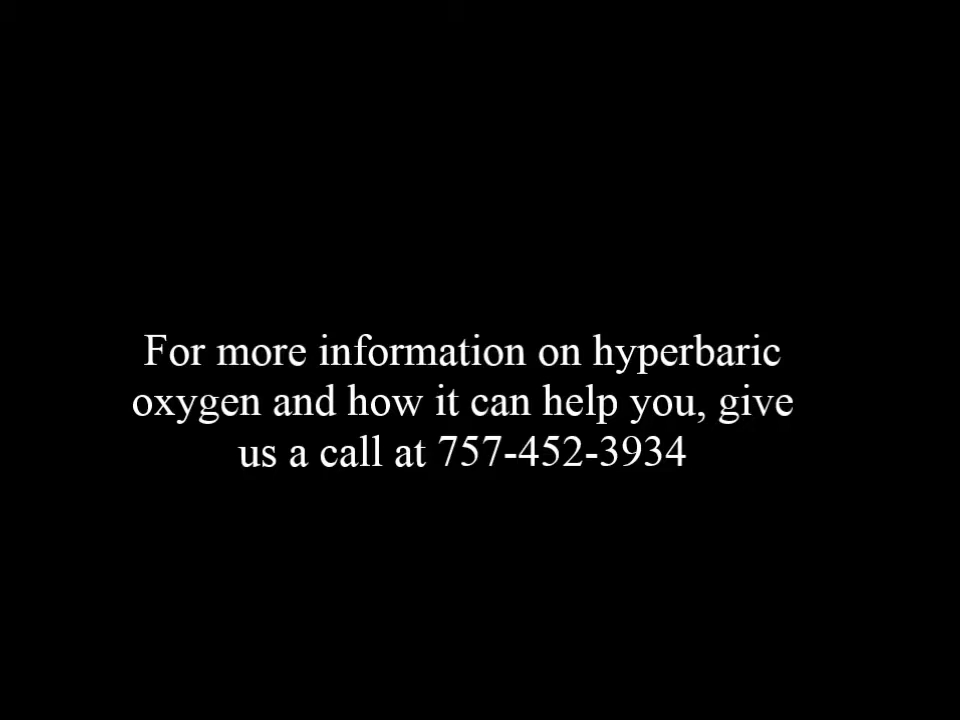 For more information on hyperbaric
oxygen and how it can help you, give
us a call at 757-452-3934